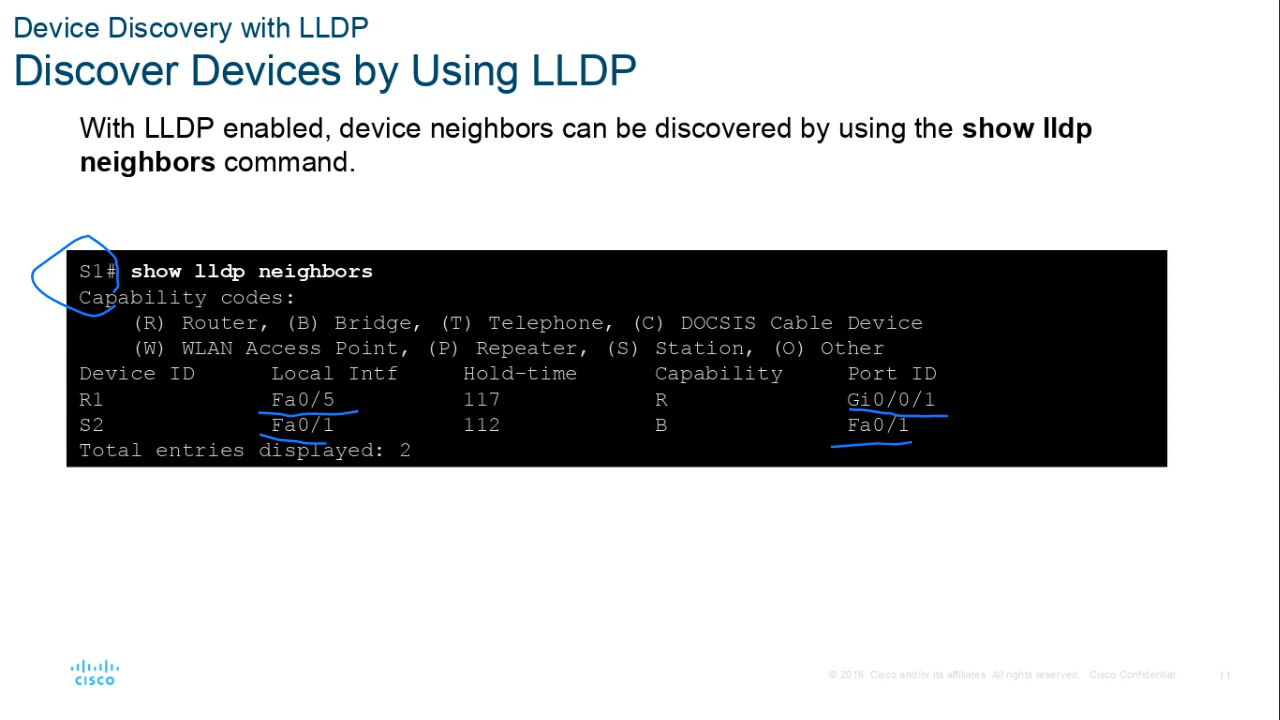 Device Discovery with LLDP
Discover Devices by Using LLDP
With LLDP enabled, device neighbors can be discovered by using the show lldp
neighbors command.
S1# show lldp neighbors
Capability codes:
(R) Router, (B) Bridge, (T) Telephone, (C) DOCSIS Cable Device
(W) WLAN Access Point, (P) Repeater, (S) Station, (O) Other
Device ID Local Intf Hold-time Capability Port ID
R1 Fa0/5 117 R Gi0/0/1
S2 Fa0/1 112 B Fa0/1
Total entries displayed: 2
CISCO
© 2016 Cisco and/or its affiliates. All rights reserved. Cisco Confidential 11